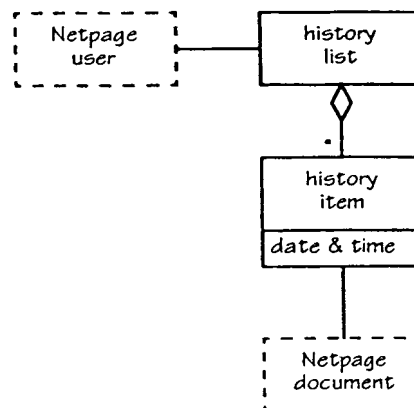 Netpage
user
history
list
*
history
item
date & time
Netpage
document